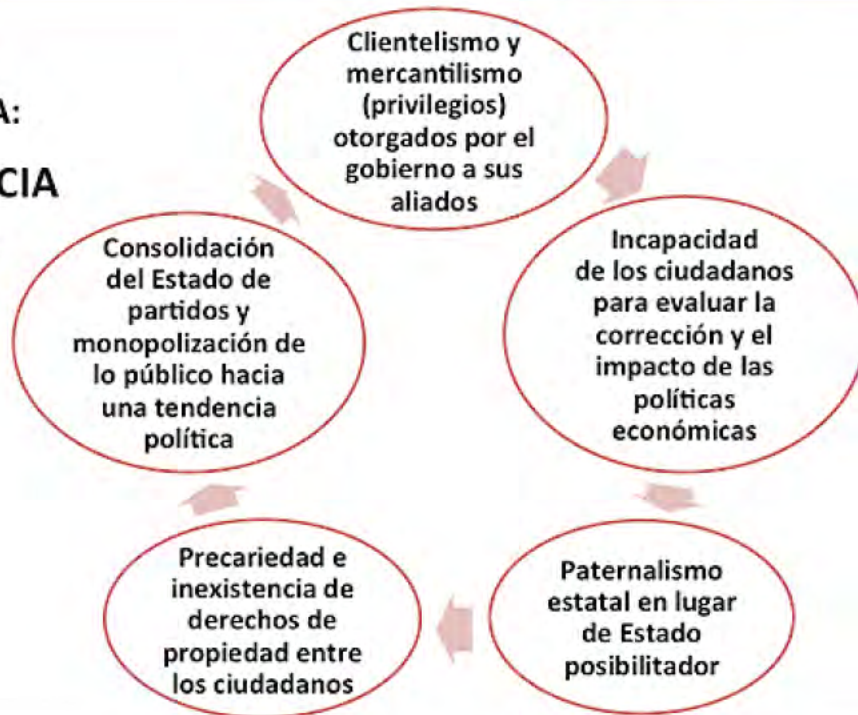 A:
CIA
Clientelismo y
mercantilismo
(privilegios)
otorgados por el
gobierno a sus
aliados
Incapacidad
de los ciudadanos
para evaluar la
corrección y el
impacto de las
políticas
económicas
Paternalismo
estatal en lugar
de Estado
posibilitador
Precariedad e
inexistencia de
derechos de
propiedad entre
los ciudadanos
Consolidación
del Estado de
partidos y
monopolización de
lo público hacia
una tendencia
política